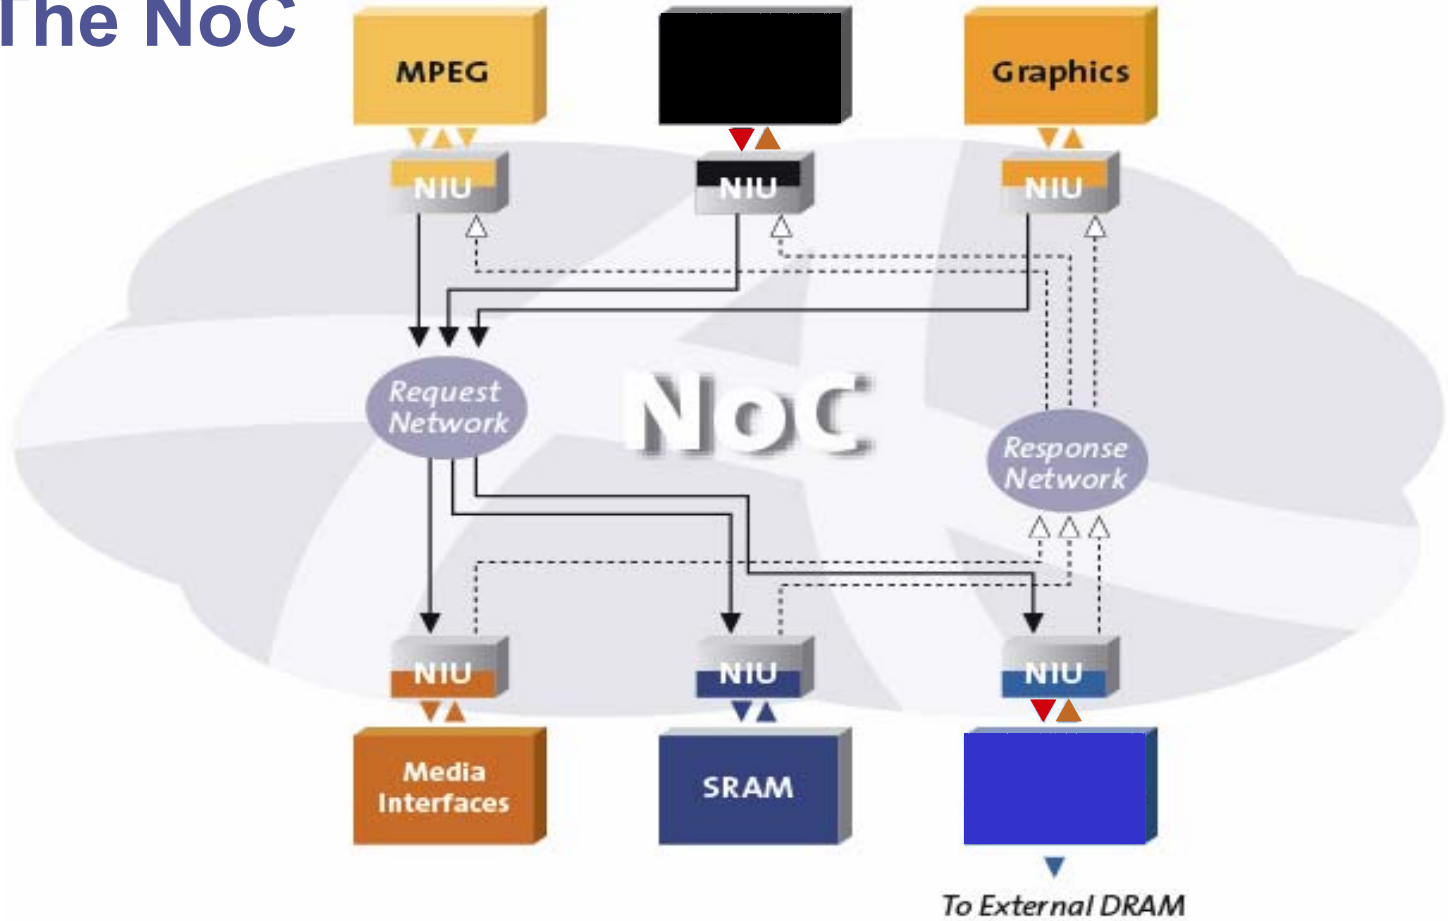 The NoC
MPEG
Graphics
NIU
NIU
NIU
Request
Network
NoC
Response
Network
NIU
NIU
NIU
Media
Interfaces
SRAM
To External DRAM